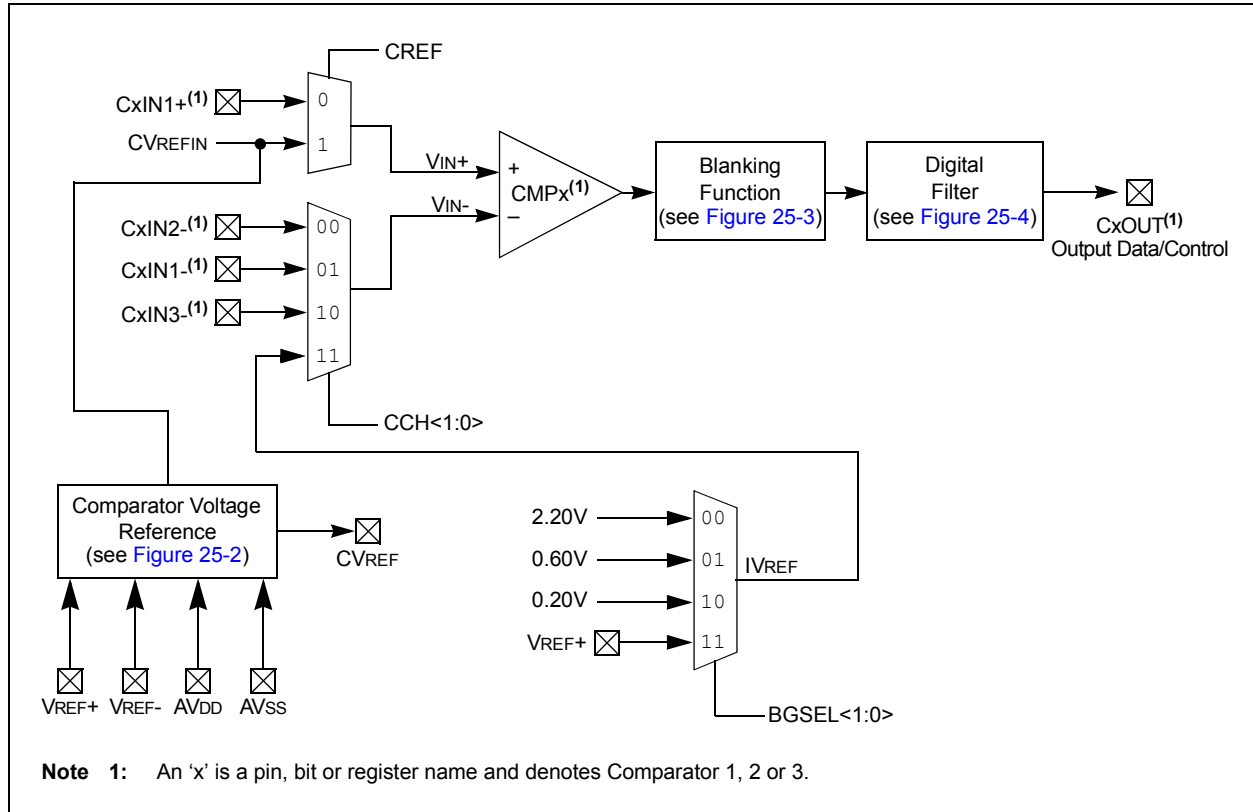 CREF
CxIN1+(1)
0
CVREFIN
1
VIN+
+
CMPx(1)
–
VIN-
Blanking
Function
(see Figure 25-3)
Digital
Filter
(see Figure 25-4)
CxOUT(1)
Output Data/Control
CxIN2-(1)
00
CxIN1-(1)
01
CxIN3-(1)
10
11
CCH<1:0>
Comparator Voltage
Reference
(see Figure 25-2)
CVREF
VREF+ VREF- AVDD AVSS
2.20V
00
0.60V
01
IVREF
0.20V
10
VREF+
11
BGSEL<1:0>
Note 1: An ‘x’ is a pin, bit or register name and denotes Comparator 1, 2 or 3.